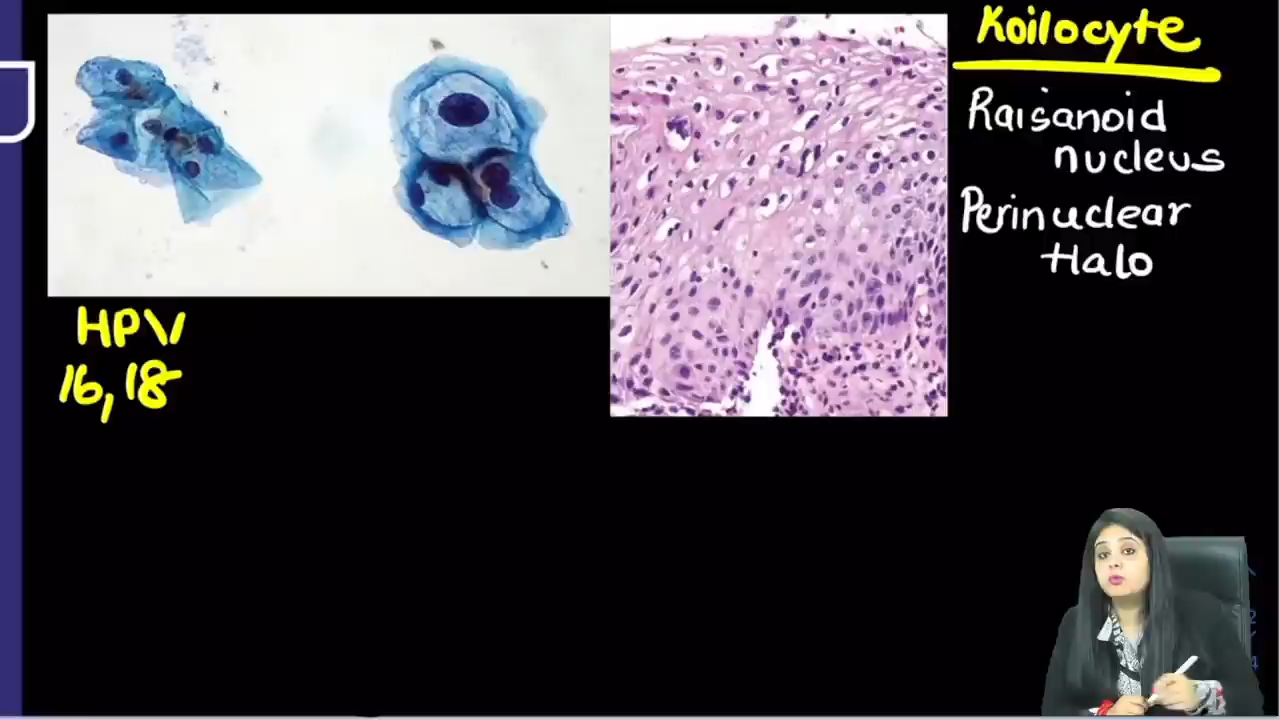 Koilocyte
Raisanoid
nucleus
Perinuclear
Halo
HPV
16, 18